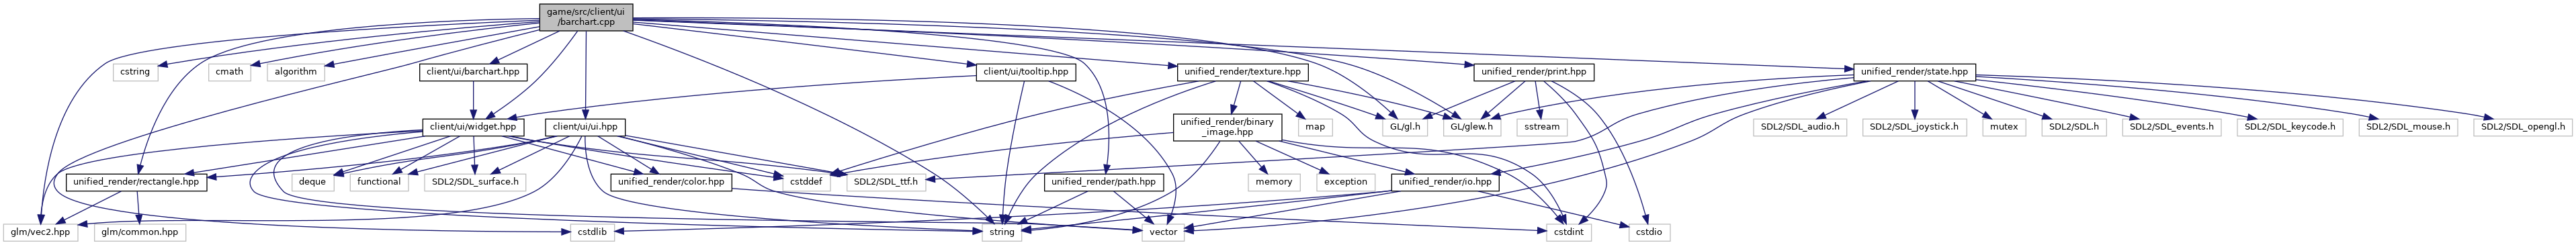 game/src/client/ui
/barchart.cpp
cstring
cmath
algorithm
client/ui/barchart.hpp
client/ui/tooltip.hpp
unified_render/texture.hpp
unified_render/print.hpp
unified_render/state.hpp
client/ui/widget.hpp
client/ui/ui.hpp
unified_render/binary
_image.hpp
map
GL/gl.h
GL/glew.h
sstream
SDL2/SDL_audio.h
SDL2/SDL_joystick.h
mutex
SDL2/SDL.h
SDL2/SDL_events.h
SDL2/SDL_keycode.h
SDL2/SDL_mouse.h
SDL2/SDL_opengl.h
unified_render/rectangle.hpp
deque
functional
SDL2/SDL_surface.h
unified_render/color.hpp
cstddef
SDL2/SDL_ttf.h
unified_render/path.hpp
memory
exception
unified_render/io.hpp
glm/vec2.hpp
glm/common.hpp
cstdlib
string
vector
cstdint
cstdio